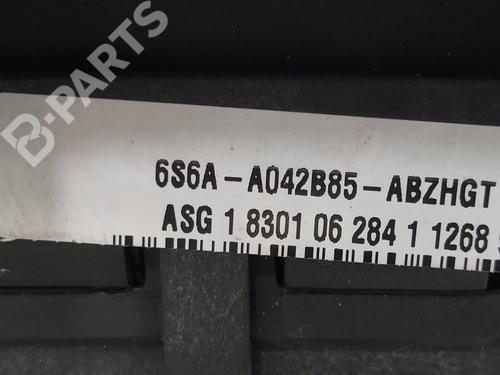 B-PARTS
6S6A-A042B85-ABZHGT
ASG 1 8301 06 284 1 1268